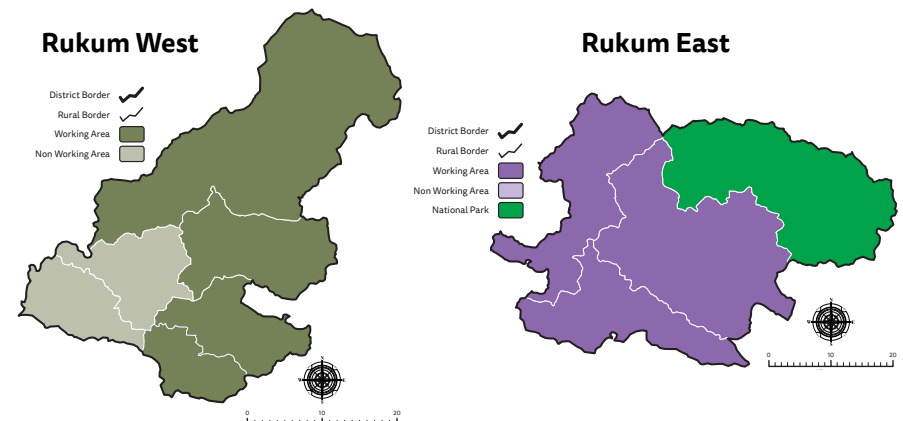 Rukum West
District Border
Rural Border
Working Area
Non Working Area
0 10 20
Rukum East
District Border
Rural Border
Working Area
Non Working Area
National Park
N
0 10 20